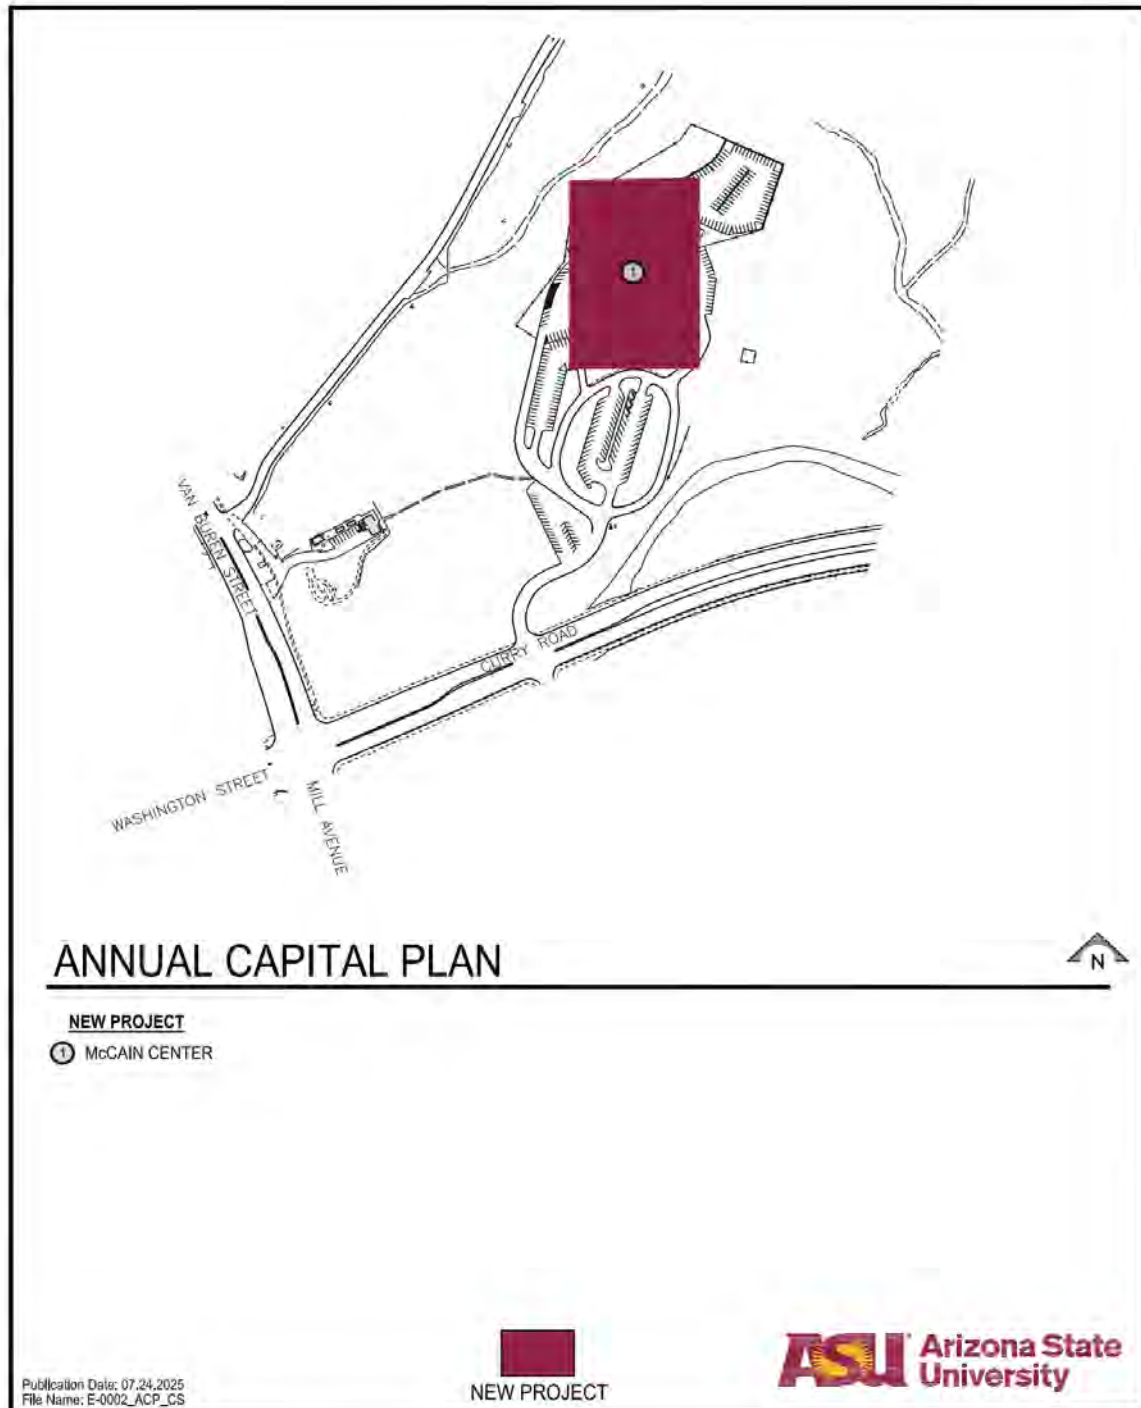 1
VAN BUREN STREET
CURRY ROAD
WASHINGTON STREET
MILL AVENUE
ANNUAL CAPITAL PLAN
N
NEW PROJECT
1 McCAIN CENTER
Publication Date: 07.24.2025
File Name: E-0002_ACP_CS
NEW PROJECT
ASU Arizona State
University